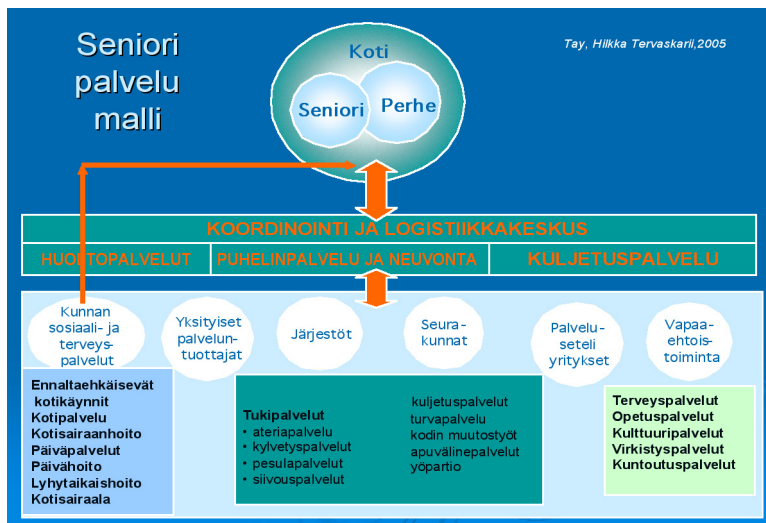 Seniori
palvelu
malli
Tay, Hilkka Tervaskarii,2005
Koti
Seniori
Perhe
KOORDINOINTI JA LOGISTIIKKAKESKUS
HUOLTOPALVELUT
PUHELINPALVELU JA NEUVONTA
KULJETUSPALVELU
Kunnan
sosiaali- ja
terveys-
palvelut
Yksityiset
palvelun-
tuottajat
Järjestöt
Seura-
kunnat
Palvelu-
seteli
yritykset
Vapaa-
ehtois-
toiminta
Ennaltaehkäisevät
kotikäynnit
Kotipalvelu
Kotisairaanhoito
Päiväpalvelut
Päivähoito
Lyhytaikaishoito
Kotisairaala
Tukipalvelut
• ateriapalvelu
• kylvetyspalvelut
• pesulapalvelut
• siivouspalvelut
kuljetuspalvelut
turvapalvelu
kodin muutostyöt
apuvälinepalvelut
yöpartio
Terveyspalvelut
Opetuspalvelut
Kulttuuripalvelut
Virkistyspalvelut
Kuntoutuspalvelut